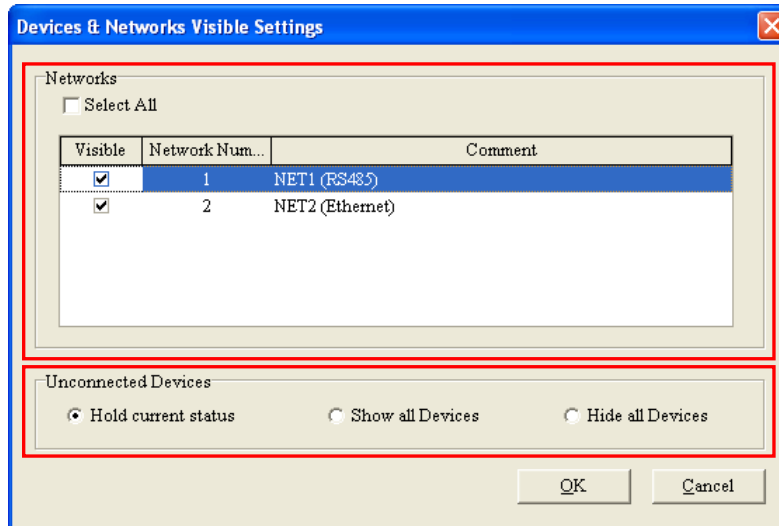 Devices & Networks Visible Settings
Networks
Select All
Visible Network Num... Comment
1 NET1 (RS485)
2 NET2 (Ethernet)
Unconnected Devices
Hold current status Show all Devices Hide all Devices
OK Cancel